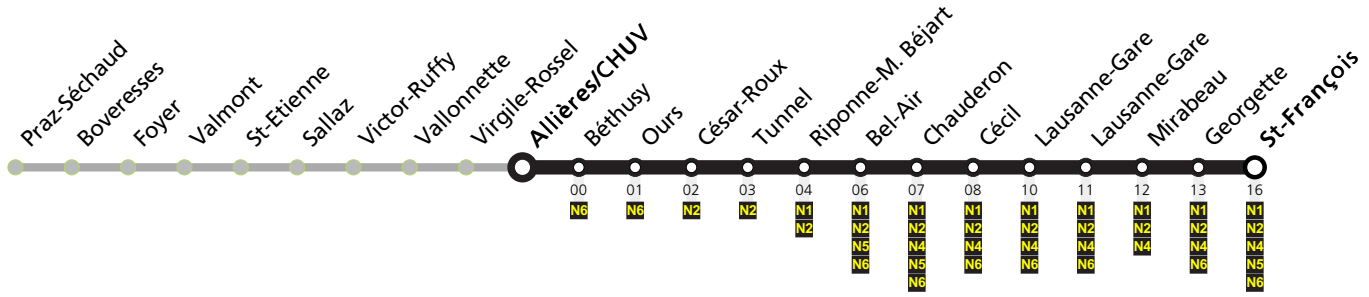 Praz-Séchaud
Boveresses
Foyer
Valmont
St-Etienne
Sallaz
Victor-Ruffy
Vallonnette
Virgile-Rossel
Allières/CHUV
Béthusy
Ours
César-Roux
Tunnel
Riponne-M. Béjart
Bel-Air
Chauderon
Cécil
Lausanne-Gare
Lausanne-Gare
Mirabeau
Georgette
St-François
00 01 02 03 04 06 07 08 10 11 12 13 16
N6 N6 N2 N2 N1 N1 N1 N1 N1 N1 N1 N1 N1
N2 N2 N2 N2 N2 N2 N2 N2 N2
N5 N4 N4 N4 N4 N4 N4 N4
N6 N5 N6 N6 N6 N6 N5
N6 N6